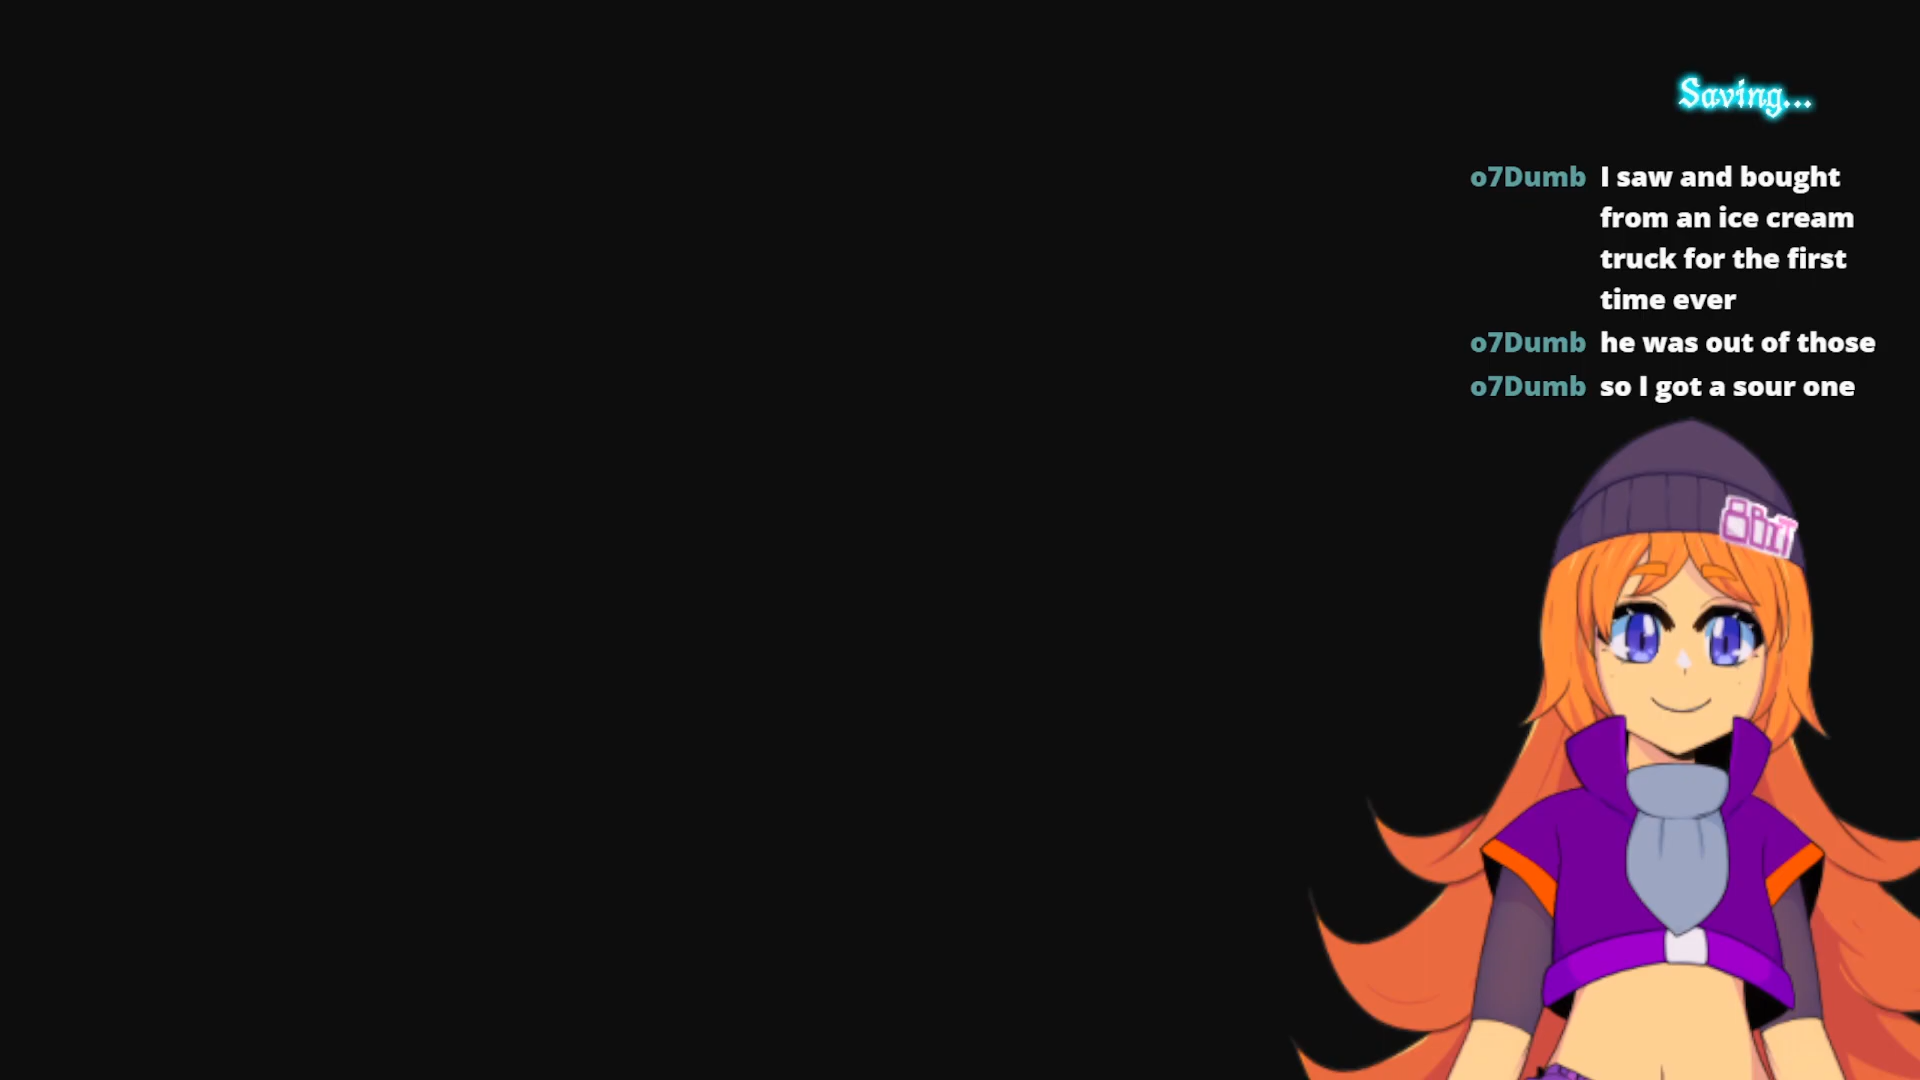 Saving...
o7Dumb I saw and bought
from an ice cream
truck for the first
time ever
o7Dumb he was out of those
o7Dumb so I got a sour one
8BIT